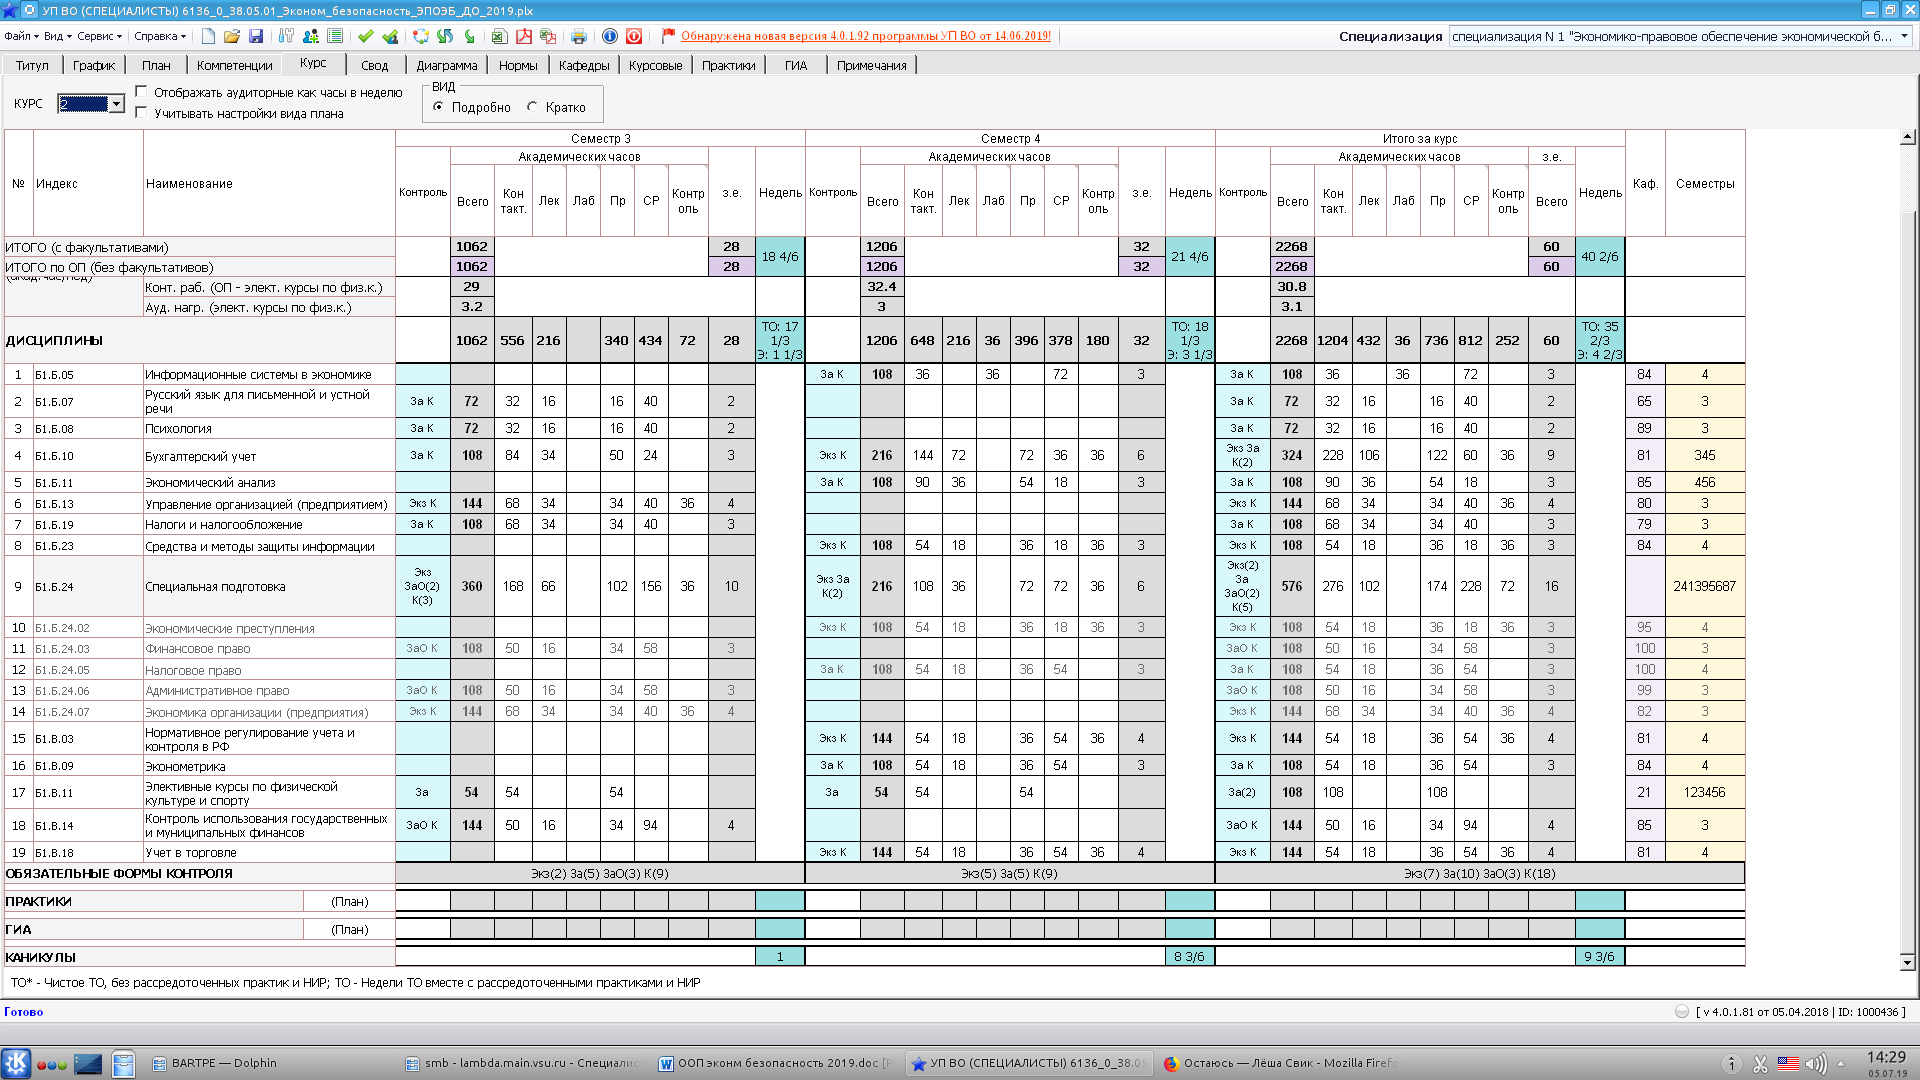 УП ВО (СПЕЦИАЛИСТЫ) 6136_0_38.05.01_Эконом_безопасность_ЭПОЭБ_ДО_2019.plx
Файл Вид Сервис Справка Обнаружена новая версия 4.0.1.92 программы УП ВО от 14.06.2019! Специализация специализация N 1 "Экономико-правовое обеспечение экономической б...
Титул График План Компетенции Курс Свод Диаграмма Нормы Кафедры Курсовые Практики ГИА Примечания
КУРС 2 Отображать аудиторные как часы в неделю
Учитывать настройки вида плана
ВИД
Подробно Кратко
Семестр 3 Семестр 4 Итого за курс
Академических часов Академических часов Академических часов з.е.
№ Индекс Наименование Контроль Всего Кон такт. Лек Лаб Пр СР Контр оль з.е. Недель Контроль Всего Кон такт. Лек Лаб Пр СР Контр оль з.е. Недель Контроль Всего Кон такт. Лек Лаб Пр СР Контр оль Всего Недель Каф. Семестры
ИТОГО (с факультативами) 1062 28 18 4/6 1206 32 21 4/6 2268 60 40 2/6
ИТОГО по ОП (без факультативов) 1062 28 1206 32 2268 60
Конт. раб. (ОП - элект. курсы по физ.к.) 29 32.4 30.8
Ауд. нагр. (элект. курсы по физ.к.) 3.2 3 3.1
ДИСЦИПЛИНЫ 1062 556 216 340 434 72 28 ТО: 17 1/3 Э: 1 1/3 1206 648 216 36 396 378 180 32 ТО: 18 1/3 Э: 3 1/3 2268 1204 432 36 736 812 252 60 ТО: 35 2/3 Э: 4 2/3
1 Б1.Б.05 Информационные системы в экономике За К 108 36 36 72 3 За К 108 36 36 72 3 84 4
2 Б1.Б.07 Русский язык для письменной и устной речи За К 72 32 16 16 40 2 За К 72 32 16 16 40 2 65 3
3 Б1.Б.08 Психология За К 72 32 16 16 40 2 За К 72 32 16 16 40 2 89 3
4 Б1.Б.10 Бухгалтерский учет За К 108 84 34 50 24 3 Экз К 216 144 72 72 36 36 6 Экз За К(2) 324 228 106 122 60 36 9 81 345
5 Б1.Б.11 Экономический анализ За К 108 90 36 54 18 3 За К 108 90 36 54 18 3 85 456
6 Б1.Б.13 Управление организацией (предприятием) Экз К 144 68 34 34 40 36 4 Экз К 144 68 34 34 40 36 4 80 3
7 Б1.Б.19 Налоги и налогообложение За К 108 68 34 34 40 3 За К 108 68 34 34 40 3 79 3
8 Б1.Б.23 Средства и методы защиты информации Экз К 108 54 18 36 18 36 3 Экз К 108 54 18 36 18 36 3 84 4
9 Б1.Б.24 Специальная подготовка Экз ЗаО(2) К(3) 360 168 66 102 156 36 10 Экз За К(2) 216 108 36 72 72 36 6 Экз(2) За ЗаО(2) К(5) 576 276 102 174 228 72 16 241395687
10 Б1.Б.24.02 Экономические преступления Экз К 108 54 18 36 18 36 3 Экз К 108 54 18 36 18 36 3 95 4
11 Б1.Б.24.03 Финансовое право ЗаО К 108 50 16 34 58 3 ЗаО К 108 50 16 34 58 3 100 3
12 Б1.Б.24.05 Налоговое право За К 108 54 18 36 54 3 За К 108 54 18 36 54 3 100 4
13 Б1.Б.24.06 Административное право ЗаО К 108 50 16 34 58 3 ЗаО К 108 50 16 34 58 3 99 3
14 Б1.Б.24.07 Экономика организации (предприятия) Экз К 144 68 34 34 40 36 4 Экз К 144 68 34 34 40 36 4 82 3
15 Б1.В.03 Нормативное регулирование учета и контроля в РФ Экз К 144 54 18 36 54 36 4 Экз К 144 54 18 36 54 36 4 81 4
16 Б1.В.09 Эконометрика За К 108 54 18 36 54 3 За К 108 54 18 36 54 3 84 4
17 Б1.В.11 Элективные курсы по физической культуре и спорту За 54 54 54 За 54 54 54 За(2) 108 108 108 21 123456
18 Б1.В.14 Контроль использования государственных и муниципальных финансов ЗаО К 144 50 16 34 94 4 ЗаО К 144 50 16 34 94 4 85 3
19 Б1.В.18 Учет в торговле Экз К 144 54 18 36 54 36 4 Экз К 144 54 18 36 54 36 4 81 4
ОБЯЗАТЕЛЬНЫЕ ФОРМЫ КОНТРОЛЯ Экз(2) За(5) ЗаО(3) К(9) Экз(5) За(5) К(9) Экз(7) За(10) ЗаО(3) К(18)
ПРАКТИКИ (План)
ГИА (План)
КАНИКУЛЫ 1 8 3/6 9 3/6
ТО* - Чистое ТО, без рассредоточенных практик и НИР; ТО - Недели ТО вместе с рассредоточенными практиками и НИР
Готово [ v 4.0.1.81 от 05.04.2018 | ID: 1000436 ]
BARTPE — Dolphin smb - lambda.main.vsu.ru - Специалис ООП эконм безопасность 2019.doc УП ВО (СПЕЦИАЛИСТЫ) 6136_0_38.05 Остаюсь — Лёша Свик - Mozilla Firefo 14:29
05.07.19